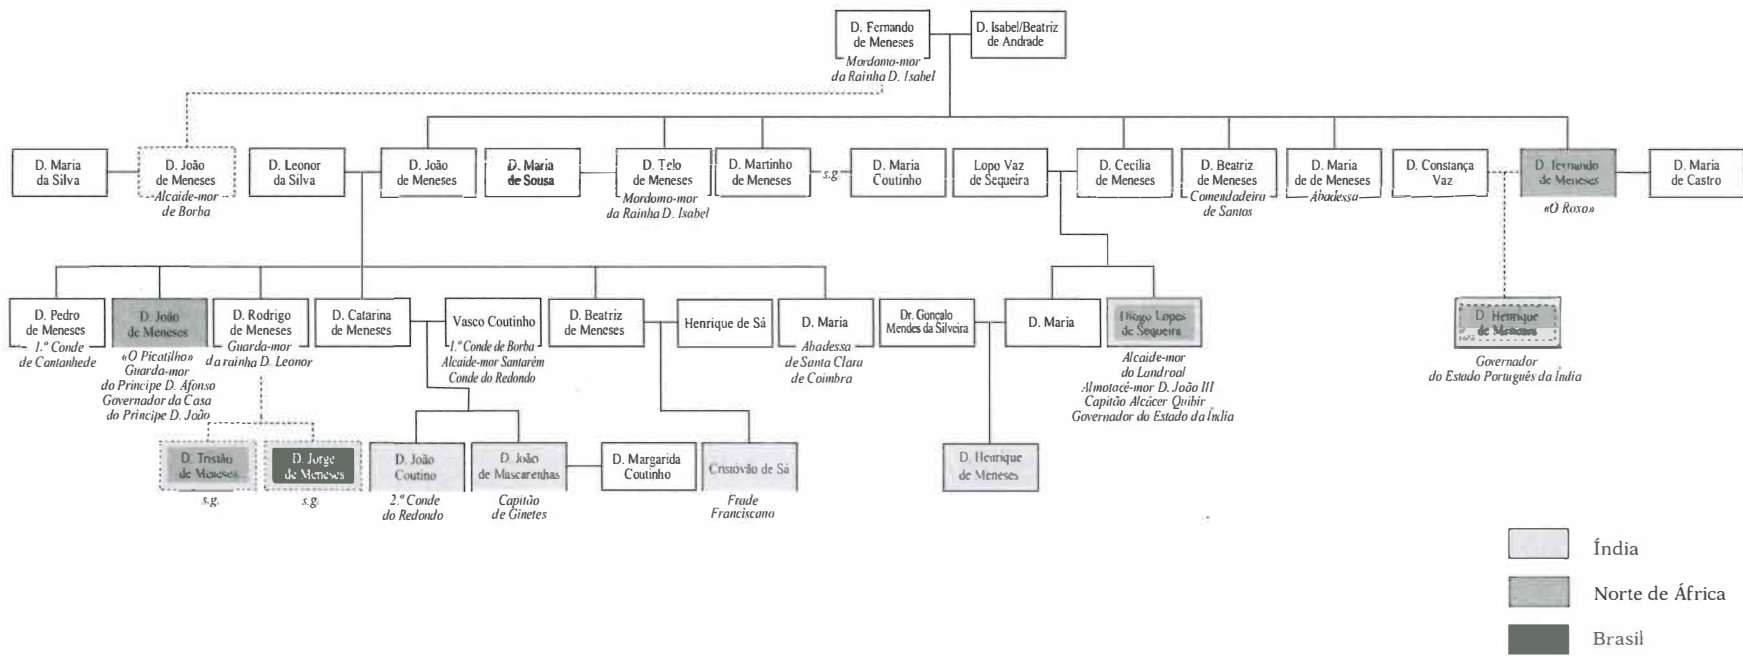 D. Fernando
de Meneses
Mordomo-mor
da Rainha D. Isabel
D. Isabel/Beatriz
de Andrade
D. Maria
da Silva
D. João
de Meneses
Alcaide-mor
de Borba
D. Leonor
da Silva
D. João
de Meneses
D. Maria
de Sousa
D. Telo
de Meneses
Mordomo-mor
da Rainha D. Isabel
D. Martinho
de Meneses
s.g.
D. Maria
Coutinho
Lopo Vaz
de Sequeira
D. Cecília
de Meneses
D. Beatriz
de Meneses
Comendadeira
de Santos
D. Maria
de de Meneses
Abadessa
D. Constança
Vaz
D. Fernando
de Meneses
«O Roxo»
D. Maria
de Castro
D. Pedro
de Meneses
1.º Conde
de Cantanhede
D. João
de Meneses
«O Picatilho»
Guarda-mor
do Príncipe D. Afonso
Governador da Casa
do Príncipe D. João
D. Rodrigo
de Meneses
Guarda-mor
da rainha D. Leonor
D. Catarina
de Meneses
Vasco Coutinho
1.º Conde de Borba
Alcaide-mor Santarém
Conde do Redondo
D. Beatriz
de Meneses
Henrique de Sá
D. Maria
Abadessa
de Santa Clara
de Coimbra
Dr. Gonçalo
Mendes da Silveira
D. Maria
Diogo Lopes
de Sequeira
Alcaide-mor
do Landroal
Almotacé-mor D. João III
Capitão Alcácer Quibir
Governador do Estado da Índia
D. Henrique
de Meneses
Governador
do Estado Português da Índia
D. Tristão
de Meneses
s.g.
D. Jorge
de Meneses
s.g.
D. João
Coutino
2.º Conde
do Redondo
D. João
de Mascarenhas
Capitão
de Ginetes
D. Margarida
Coutinho
Cristóvão de Sá
Frade
Franciscano
D. Henrique
de Meneses
Índia
Norte de África
Brasil